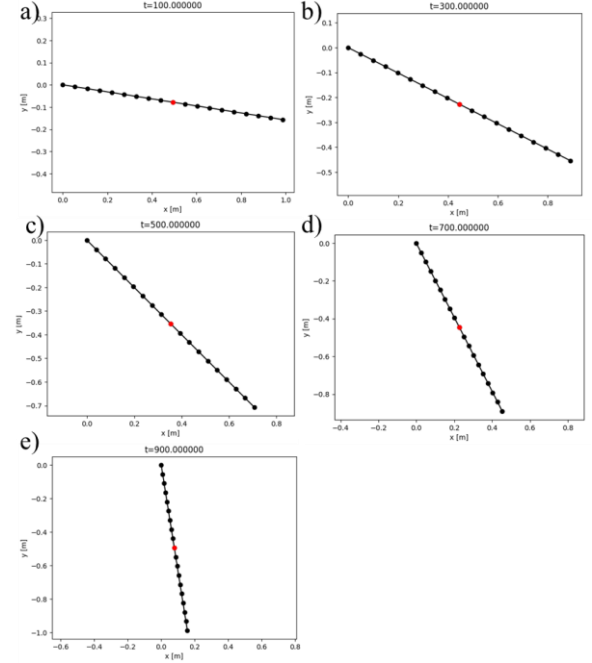 a)
t=100.000000
0.3
0.2
0.1
0.0
−0.1
−0.2
−0.3
−0.4
y [m]
0.0 0.2 0.4 0.6 0.8 1.0
x [m]
b)
t=300.000000
0.1
0.0
−0.1
−0.2
−0.3
−0.4
−0.5
y [m]
0.0 0.2 0.4 0.6 0.8
x [m]
c)
t=500.000000
0.0
−0.1
−0.2
−0.3
−0.4
−0.5
−0.6
−0.7
y [m]
0.0 0.2 0.4 0.6 0.8
x [m]
d)
t=700.000000
0.0
−0.2
−0.4
−0.6
−0.8
y [m]
−0.4 −0.2 0.0 0.2 0.4 0.6 0.8
x [m]
e)
t=900.000000
0.0
−0.2
−0.4
−0.6
−0.8
−1.0
y [m]
−0.6 −0.4 −0.2 0.0 0.2 0.4 0.6 0.8
x [m]